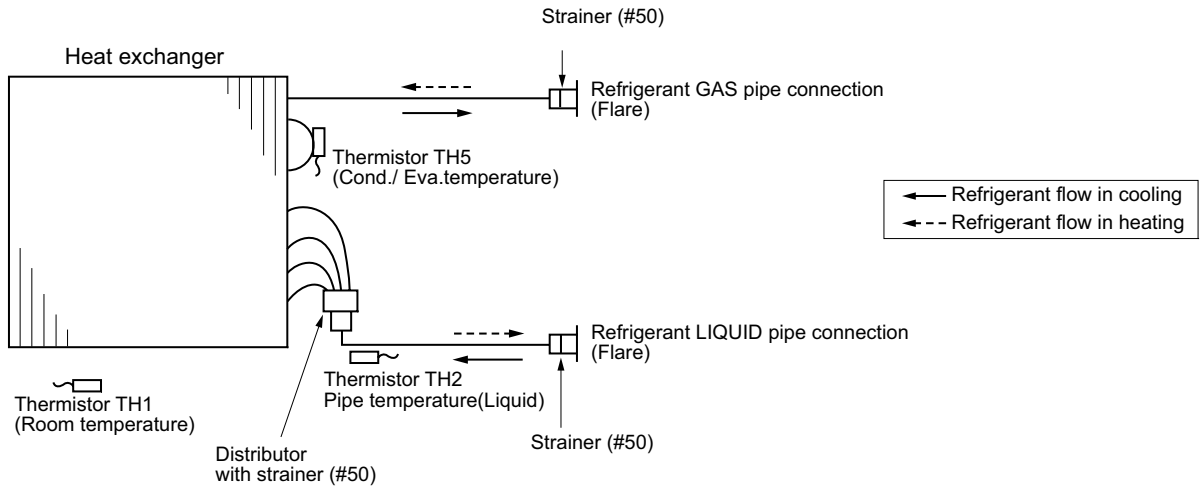 Strainer (#50)
Heat exchanger
Refrigerant GAS pipe connection
(Flare)
Thermistor TH5
(Cond./ Eva.temperature)
Refrigerant flow in cooling
Refrigerant flow in heating
Refrigerant LIQUID pipe connection
(Flare)
Thermistor TH2
Pipe temperature(Liquid)
Thermistor TH1
(Room temperature)
Strainer (#50)
Distributor
with strainer (#50)